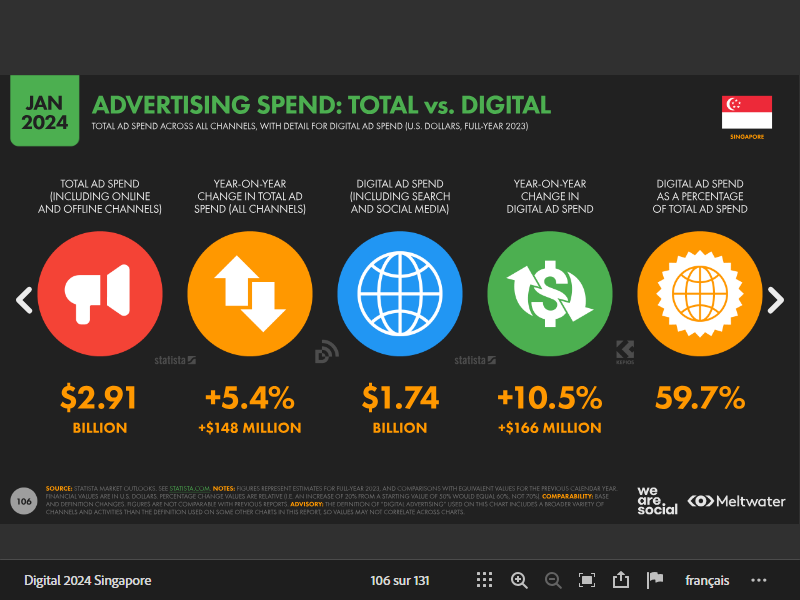 JAN
2024
ADVERTISING SPEND: TOTAL vs. DIGITAL
TOTAL AD SPEND ACROSS ALL CHANNELS, WITH DETAIL FOR DIGITAL AD SPEND (U.S. DOLLARS, FULL-YEAR 2023)
SINGAPORE
TOTAL AD SPEND
(INCLUDING ONLINE
AND OFFLINE CHANNELS)
YEAR-ON-YEAR
CHANGE IN TOTAL AD
SPEND (ALL CHANNELS)
DIGITAL AD SPEND
(INCLUDING SEARCH
AND SOCIAL MEDIA)
YEAR-ON-YEAR
CHANGE IN
DIGITAL AD SPEND
DIGITAL AD SPEND
AS A PERCENTAGE
OF TOTAL AD SPEND
statista
statista
KEPIOS
$2.91
BILLION
+5.4%
+$148 MILLION
$1.74
BILLION
+10.5%
+$166 MILLION
59.7%
106
SOURCE: STATISTA MARKET OUTLOOKS. SEE STATISTA.COM. NOTES: FIGURES REPRESENT ESTIMATES FOR FULL-YEAR 2023, AND COMPARISONS WITH EQUIVALENT VALUES FOR THE PREVIOUS CALENDAR YEAR.
FINANCIAL VALUES ARE IN U.S. DOLLARS. PERCENTAGE CHANGE VALUES ARE RELATIVE (I.E. AN INCREASE OF 20% FROM A STARTING VALUE OF 50% WOULD EQUAL 60%, NOT 70%). COMPARABILITY: BASE
AND DEFINITION CHANGES. FIGURES ARE NOT COMPARABLE WITH PREVIOUS REPORTS. ADVISORY: THE DEFINITION OF "DIGITAL ADVERTISING" USED ON THIS CHART INCLUDES A BROADER VARIETY OF
CHANNELS AND ACTIVITIES THAN THE DEFINITION USED ON SOME OTHER CHARTS IN THIS REPORT, SO VALUES MAY NOT CORRELATE ACROSS CHARTS.
we
are.
social
Meltwater
Digital 2024 Singapore
106 sur 131
français